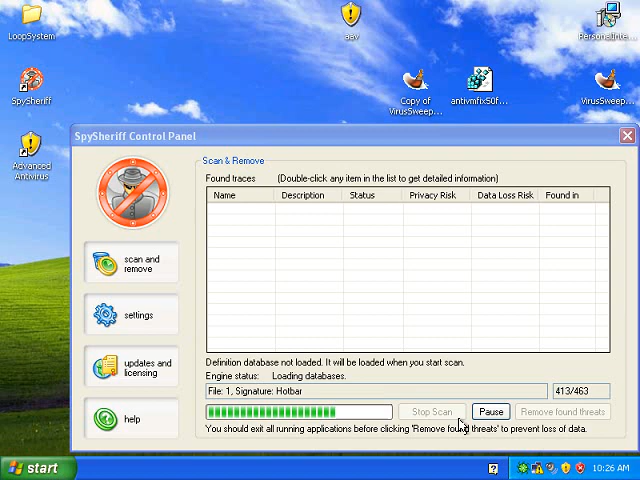 LoopSystem
aav
PersonalInte...
SpySheriff
Copy of
VirusSweep...
antivmfix50f...
VirusSweep...
Advanced
Antivirus
SpySheriff Control Panel
Scan & Remove
Found traces (Double-click any item in the list to get detailed information)
Name Description Status Privacy Risk Data Loss Risk Found in
scan and
remove
settings
updates and
licensing
help
Definition database not loaded. It will be loaded when you start scan.
Engine status: Loading databases.
File: 1, Signature: Hotbar 413/463
Stop Scan Pause Remove found threats
You should exit all running applications before clicking 'Remove found threats' to prevent loss of data.
start 10:26 AM